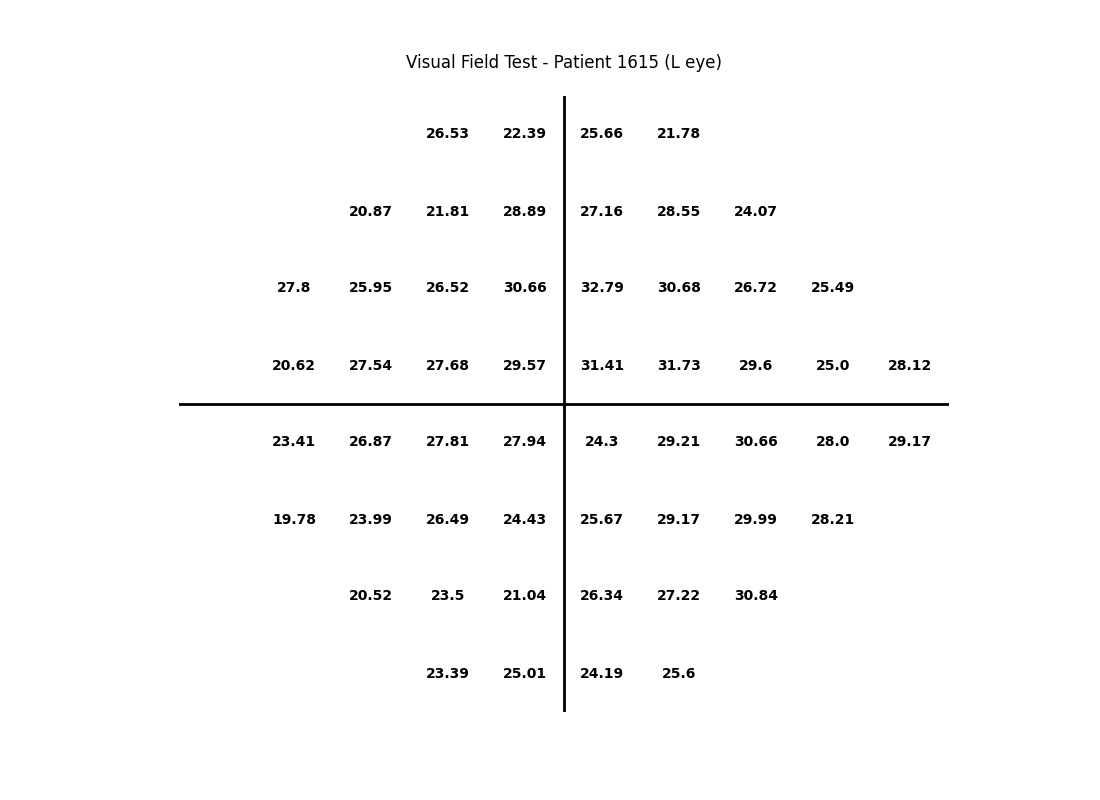 Visual Field Test - Patient 1615 (L eye)
26.53 22.39 25.66 21.78
20.87 21.81 28.89 27.16 28.55 24.07
27.8 25.95 26.52 30.66 32.79 30.68 26.72 25.49
20.62 27.54 27.68 29.57 31.41 31.73 29.6 25.0 28.12
23.41 26.87 27.81 27.94 24.3 29.21 30.66 28.0 29.17
19.78 23.99 26.49 24.43 25.67 29.17 29.99 28.21
20.52 23.5 21.04 26.34 27.22 30.84
23.39 25.01 24.19 25.6